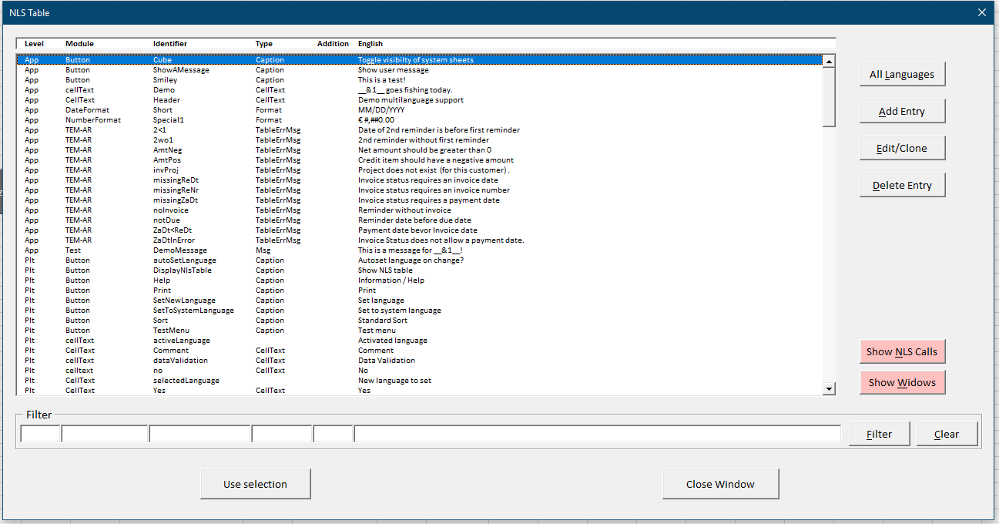 NLS Table
Level Module Identifier Type Addition English
App Button Cube Caption Toggle visibilty of system sheets
App Button ShowAMessage Caption Show user message
App Button Smiley Caption This is a test!
App cellText Demo CellText __&1__ goes fishing today.
App CellText Header CellText Demo multilanguage support
App DateFormat Short Format MM/DD/YYYY
App NumberFormat Special1 Format € #,##0.00
App TEM-AR 2<1 TableErrMsg Date of 2nd reminder is before first reminder
App TEM-AR 2wo1 TableErrMsg 2nd reminder without first reminder
App TEM-AR AmtNeg TableErrMsg Net amount should be greater than 0
App TEM-AR AmtPos TableErrMsg Credit item should have a negative amount
App TEM-AR invProj TableErrMsg Project does not exist (for this customer).
App TEM-AR missingReDt TableErrMsg Invoice status requires an invoice date
App TEM-AR missingReNr TableErrMsg Invoice status requires an invoice number
App TEM-AR missingZaDt TableErrMsg Invoice status requires a payment date
App TEM-AR noInvoice TableErrMsg Reminder without invoice
App TEM-AR notDue TableErrMsg Reminder date before due date
App TEM-AR ZaDt<ReDt TableErrMsg Payment date bevor Invoice date
App TEM-AR ZaDtInError TableErrMsg Invoice Status does not allow a payment date.
App Test DemoMessage Msg This is a message for __&1__!
Plt Button autoSetLanguage Caption Autoset language on change?
Plt Button DisplayNlsTable Caption Show NLS table
Plt Button Help Caption Information / Help
Plt Button Print Caption Print
Plt Button SetNewLanguage Caption Set language
Plt Button SetToSystemLanguage Caption Set to system language
Plt Button Sort Caption Standard Sort
Plt Button TestMenu Caption Test menu
Plt cellText activeLanguage Activated language
Plt CellText Comment CellText Comment
Plt cellText dataValidation CellText Data Validation
Plt celltext no CellText No
Plt CellText selectedLanguage New language to set
Plt CellText Yes CellText Yes
All Languages
Add Entry
Edit/Clone
Delete Entry
Show NLS Calls
Show Widows
Filter
Filter Clear
Use selection Close Window